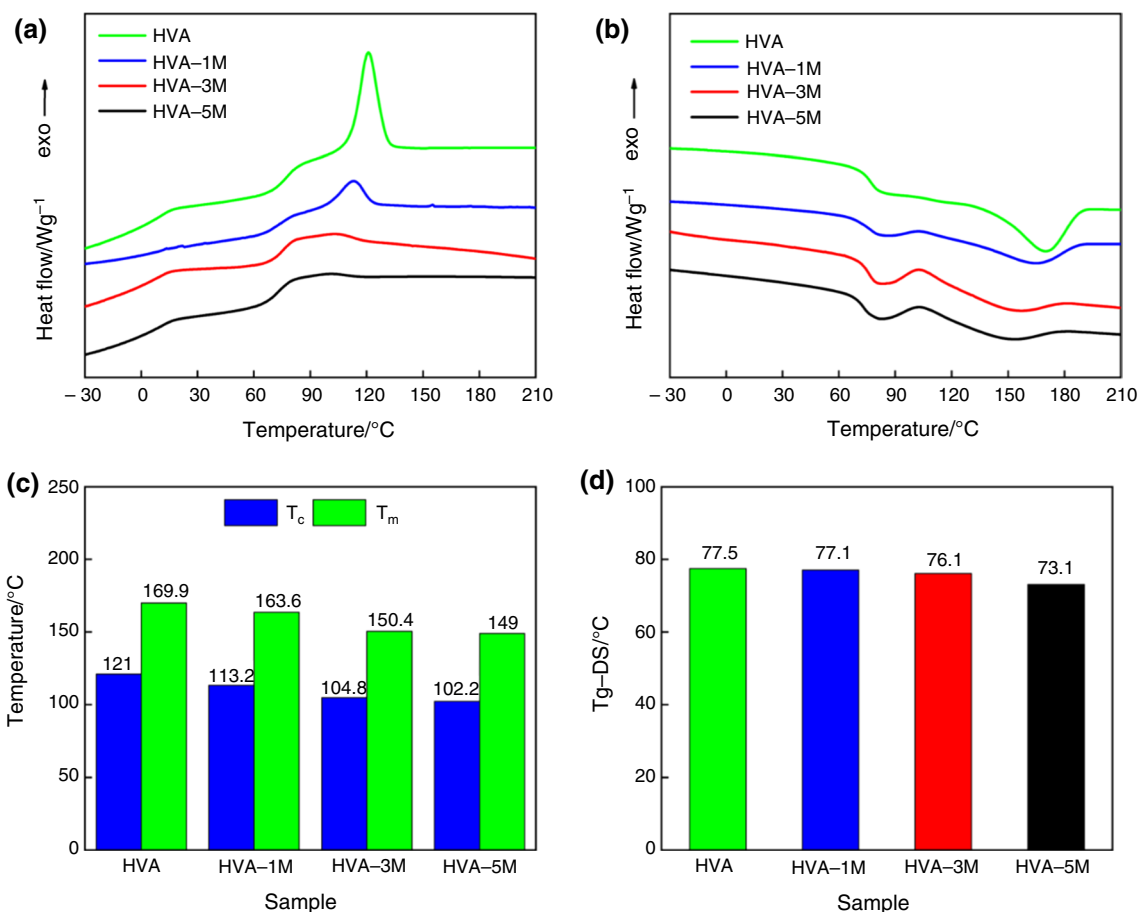 (a)
HVA
HVA–1M
HVA–3M
HVA–5M
exo
Heat flow/Wg⁻¹
– 30 0 30 60 90 120 150 180 210
Temperature/°C
(b)
HVA
HVA–1M
HVA–3M
HVA–5M
exo
Heat flow/Wg⁻¹
– 30 0 30 60 90 120 150 180 210
Temperature/°C
(c)
250
200
150
100
50
0
Temperature/°C
Tc Tm
121 169.9
113.2 163.6
104.8 150.4
102.2 149
HVA HVA–1M HVA–3M HVA–5M
Sample
(d)
100
80
60
40
20
0
Tg–DS/°C
77.5 77.1 76.1 73.1
HVA HVA–1M HVA–3M HVA–5M
Sample